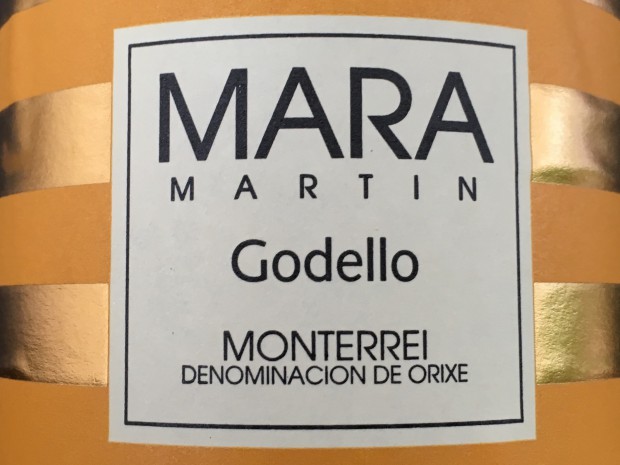 MARA
MARTIN
Godello
MONTERREI
DENOMINACION DE ORIXE